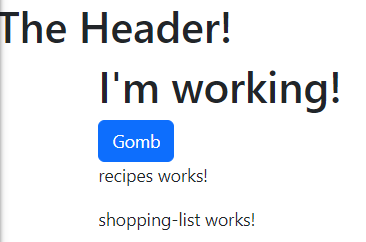 The Header!
I'm working!
Gomb
recipes works!
shopping-list works!